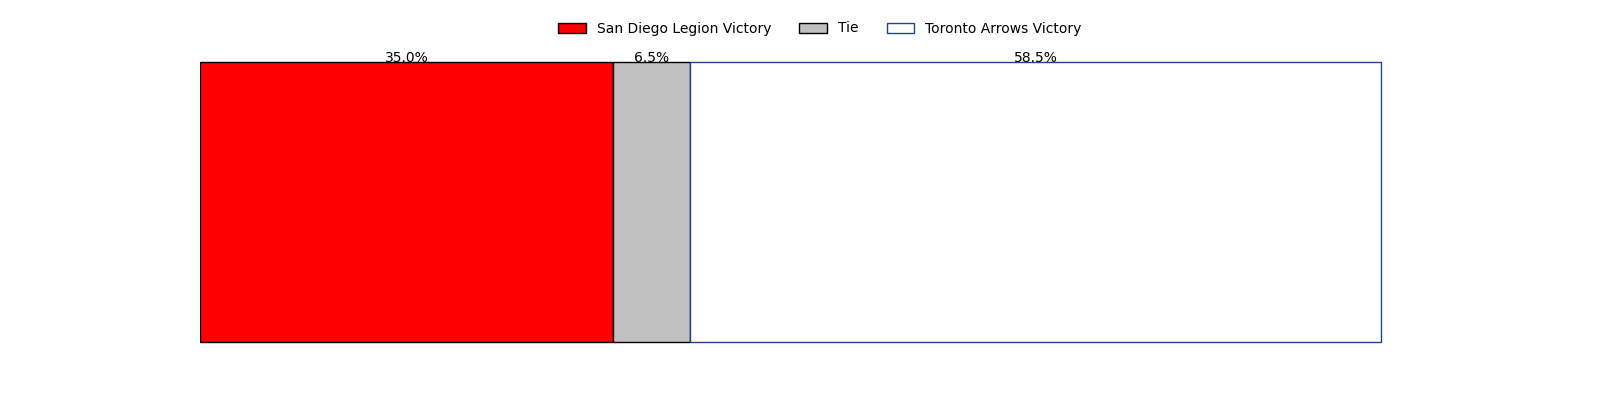 San Diego Legion Victory Tie Toronto Arrows Victory
35.0% 6.5% 58.5%